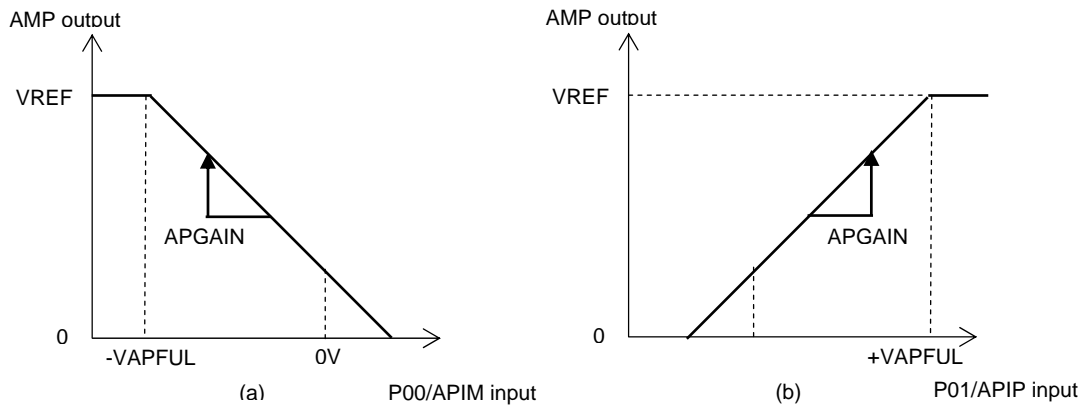 AMP output
VREF
APGAIN
0
-VAPFUL
0V
(a)
P00/APIM input
AMP output
VREF
APGAIN
0
+VAPFUL
(b)
P01/APIP input